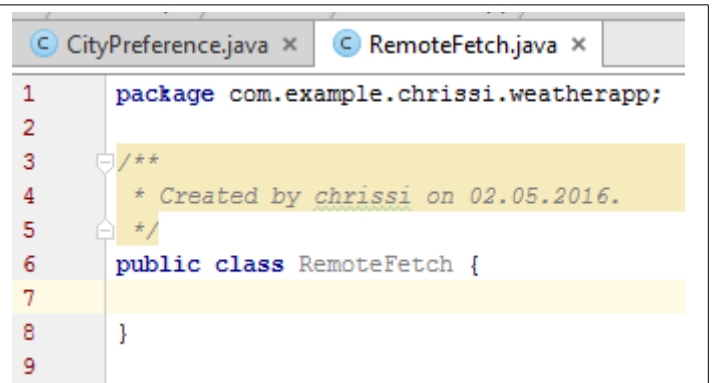 CityPreference.java × RemoteFetch.java ×
1 package com.example.chrissi.weatherapp;
2
3 /**
4 * Created by chrissi on 02.05.2016.
5 */
6 public class RemoteFetch {
7
8 }
9